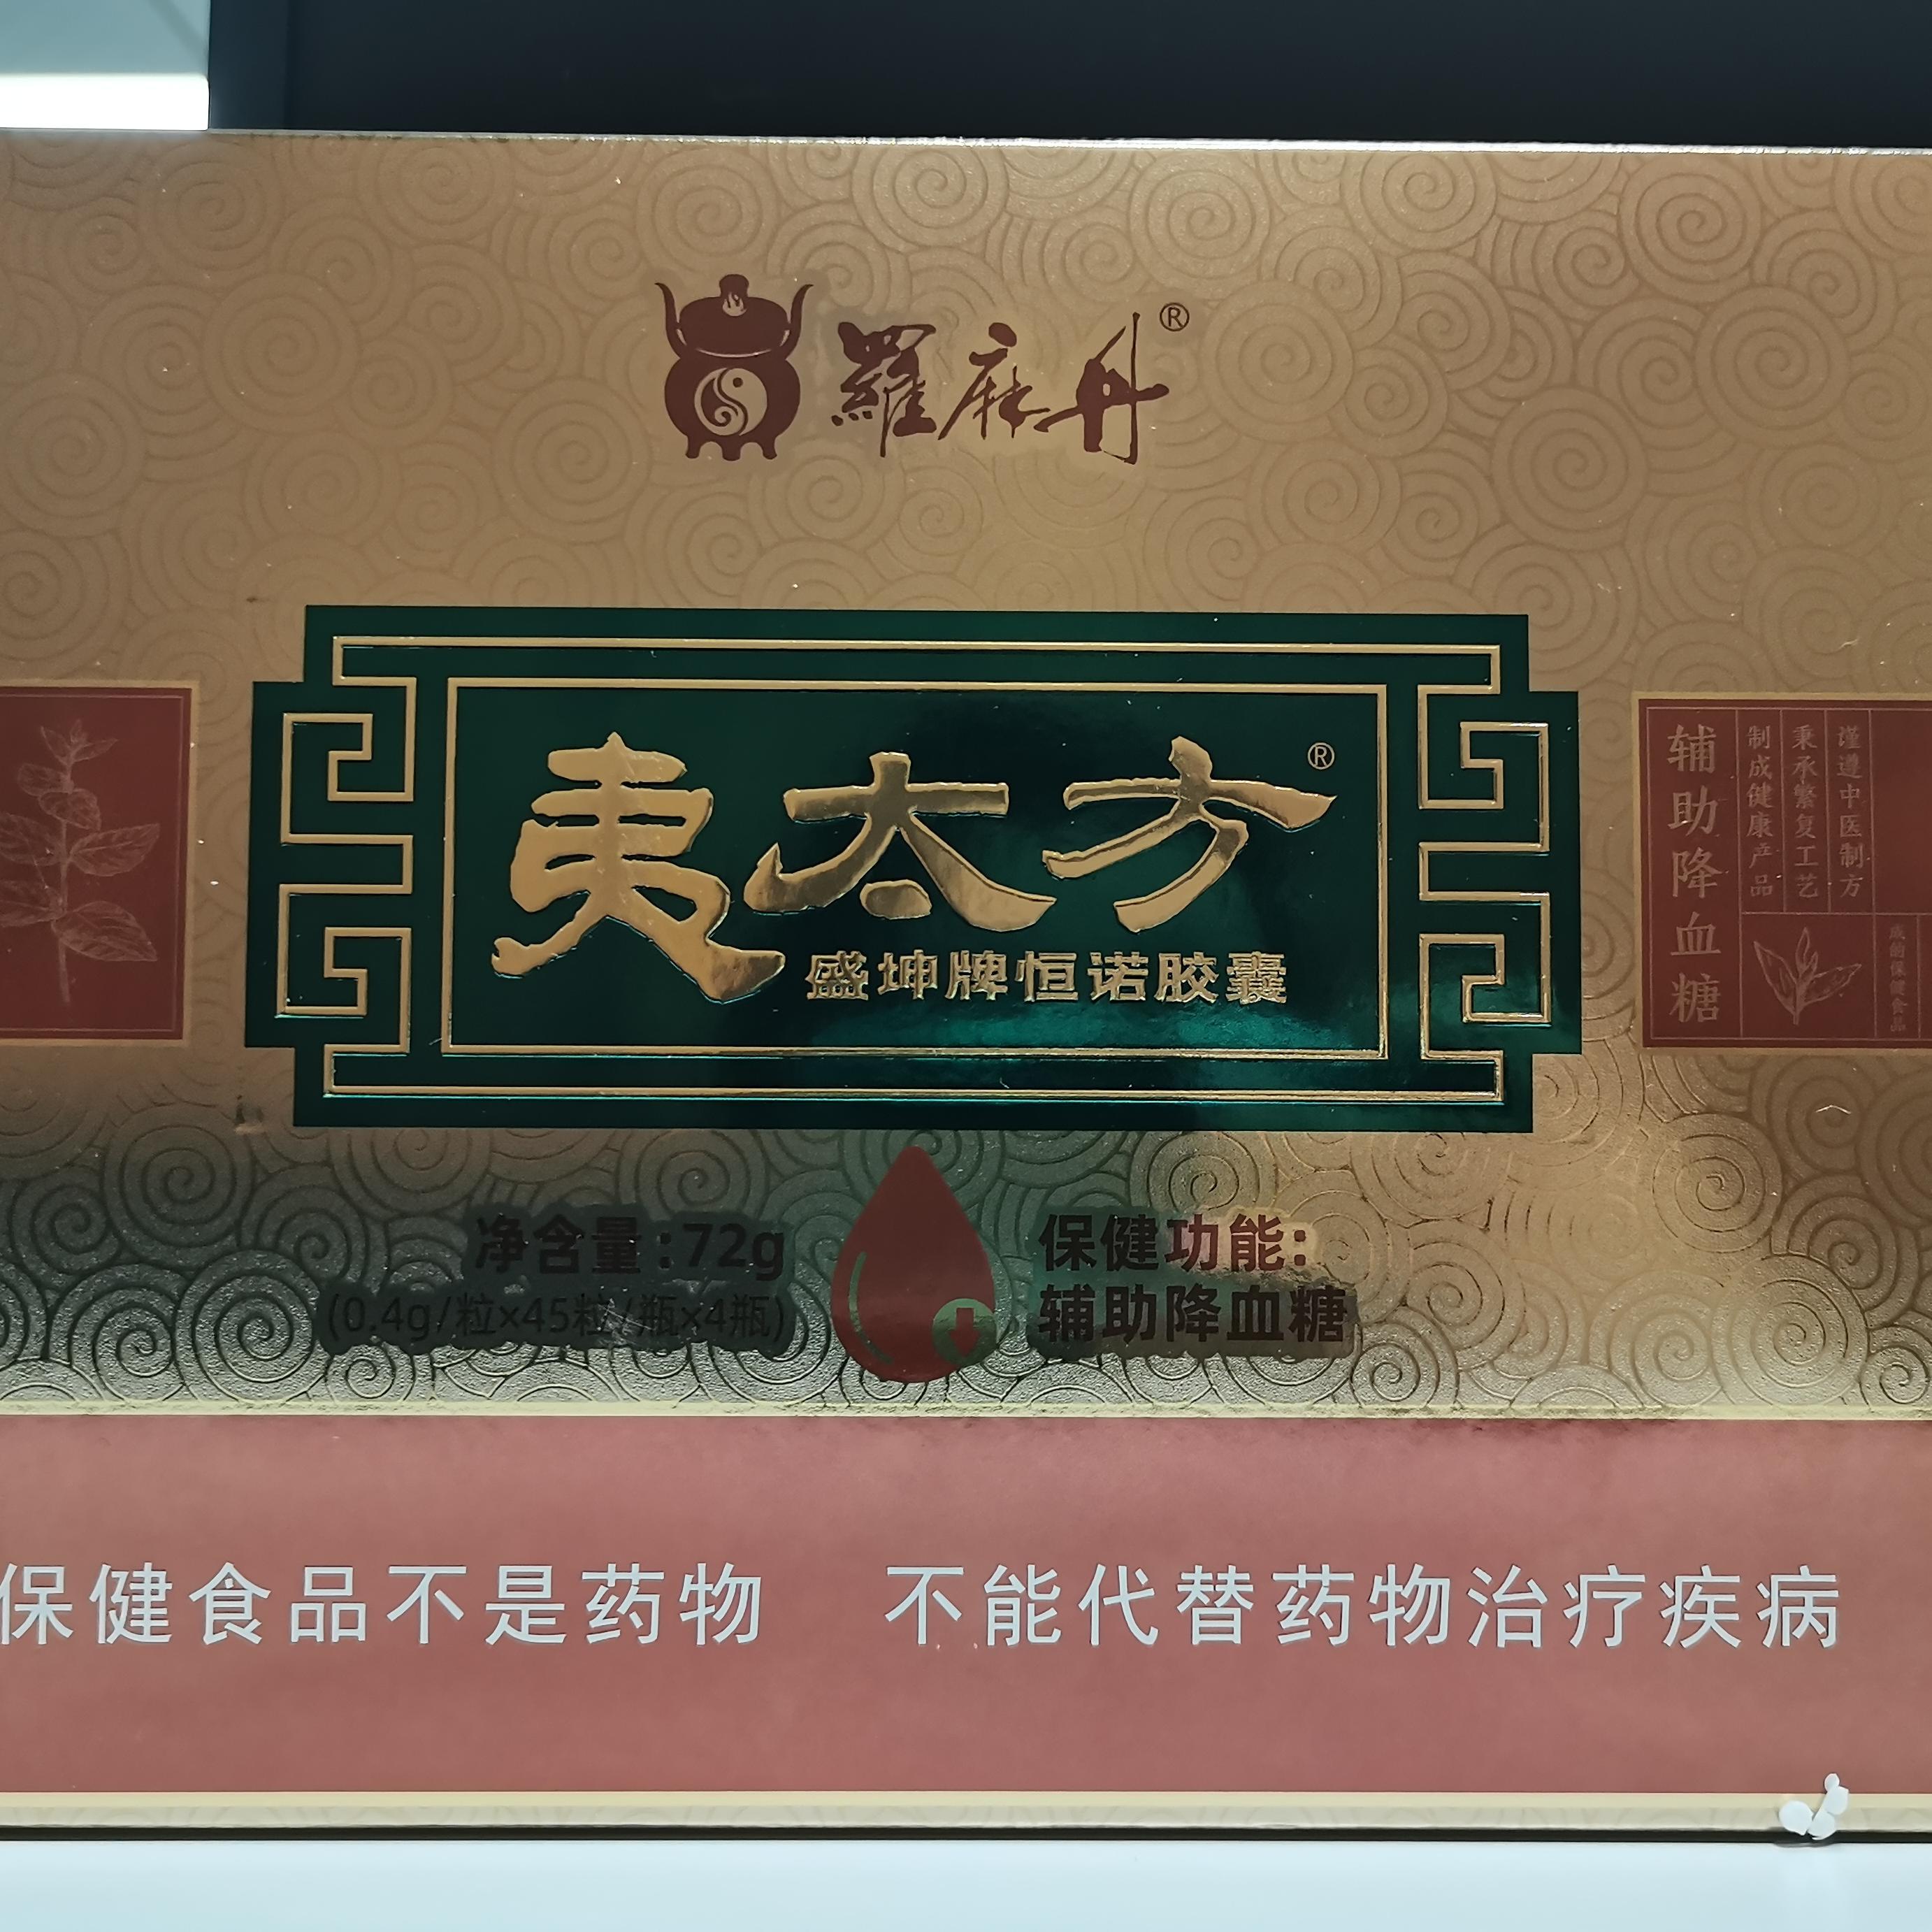 羅麻丹®
夷太方®
盛坤牌恒诺胶囊
辅助降血糖
制成健康产品
秉承繁复工艺
谨遵中医制方
净含量:72g
(0.4g/粒×45粒/瓶×4瓶)
保健功能:
辅助降血糖
保健食品不是药物 不能代替药物治疗疾病